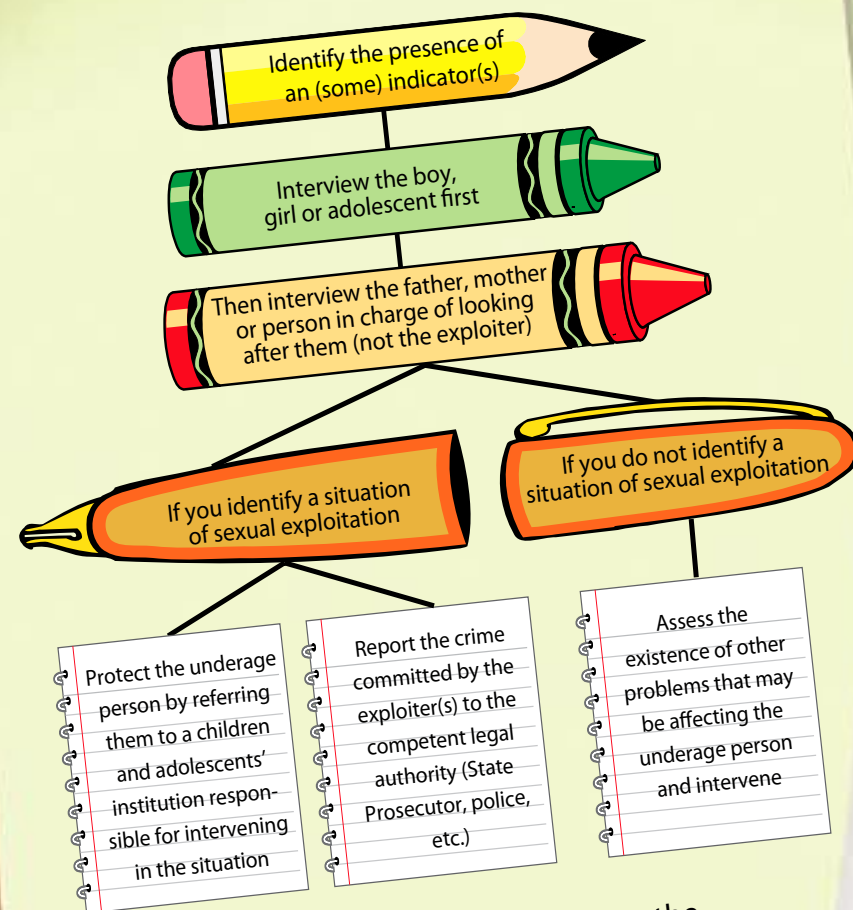 Identify the presence of
an (some) indicator(s)
Interview the boy,
girl or adolescent first
Then interview the father, mother
or person in charge of looking
after them (not the exploiter)
If you identify a situation
of sexual exploitation
If you do not identify a
situation of sexual exploitation
Protect the underage
person by referring
them to a children
and adolescents'
institution respon-
sible for intervening
in the situation
Report the crime
committed by the
exploiter(s) to the
competent legal
authority (State
Prosecutor, police,
etc.)
Assess the
existence of other
problems that may
be affecting the
underage person
and intervene